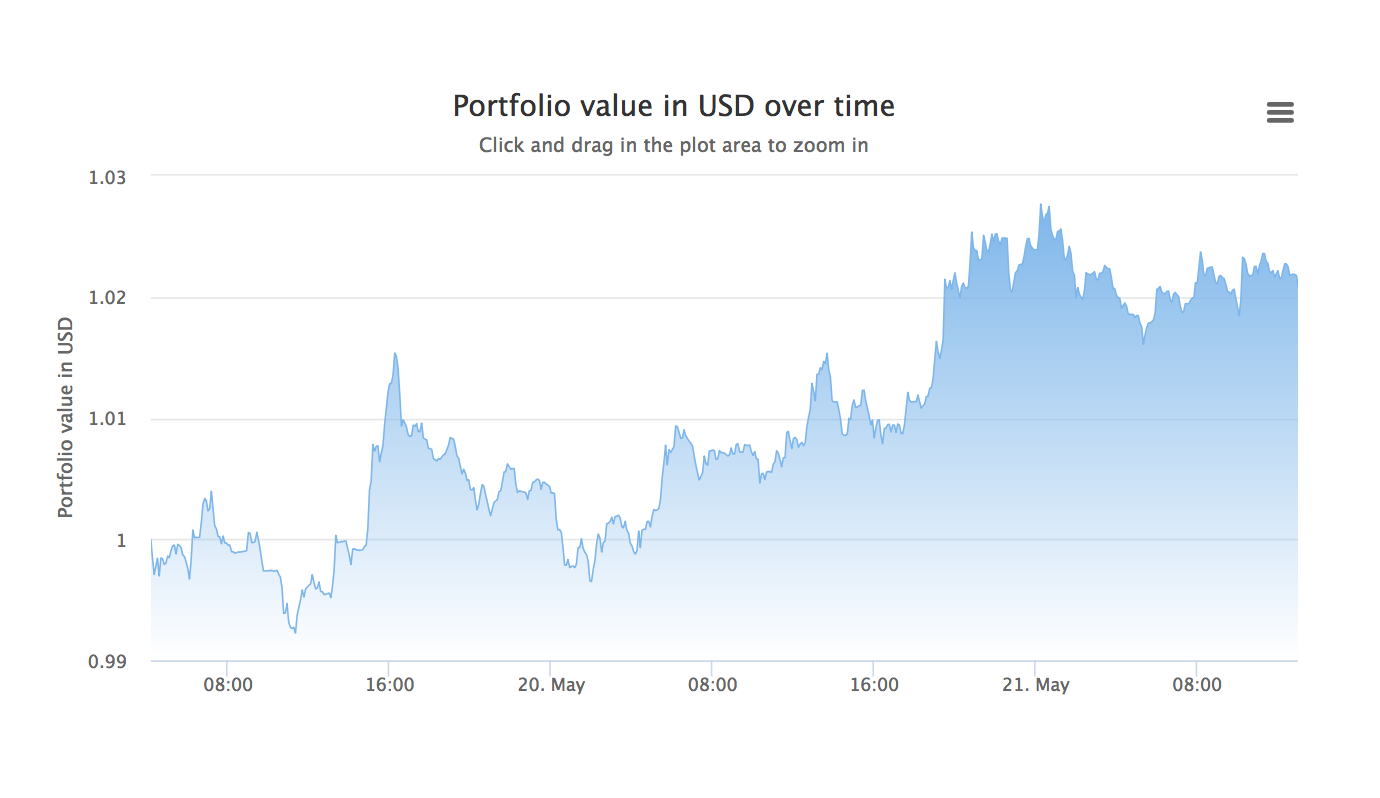 Portfolio value in USD over time
Click and drag in the plot area to zoom in
Portfolio value in USD
1.03
1.02
1.01
1
0.99
08:00
16:00
20. May
08:00
16:00
21. May
08:00